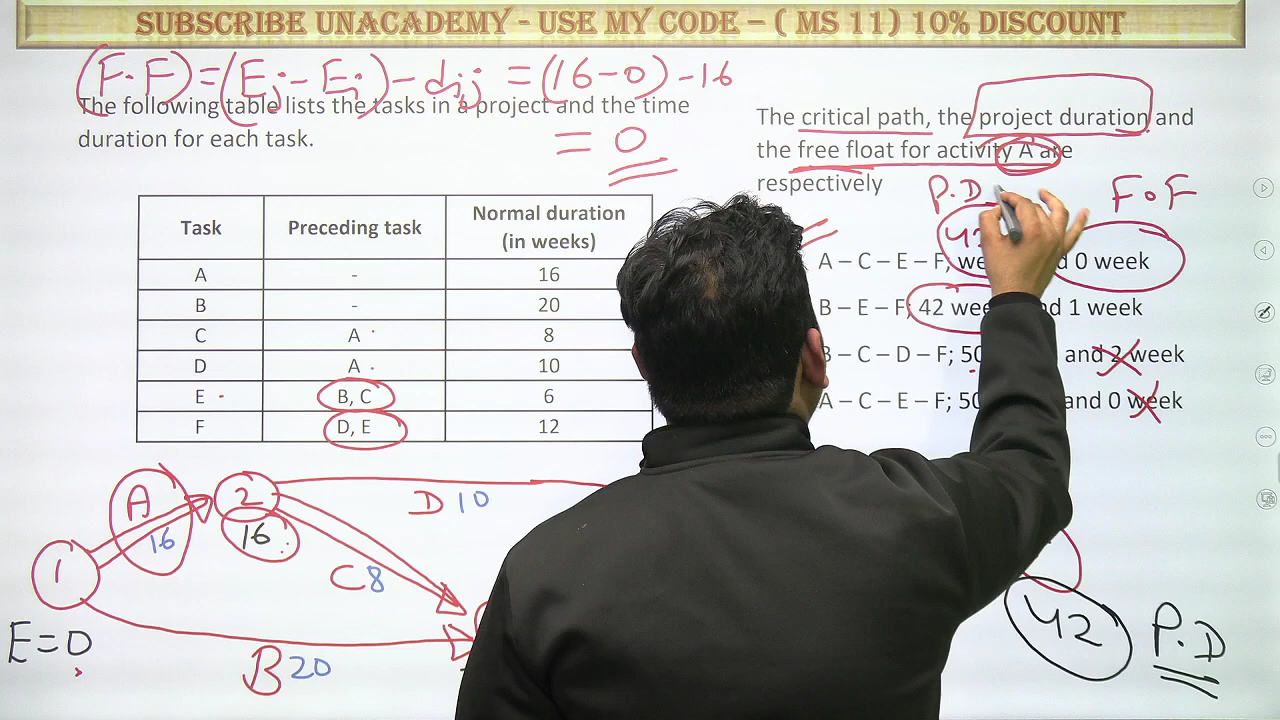 SUBSCRIBE UNACADEMY - USE MY CODE – ( MS 11) 10% DISCOUNT
(F.F) = (Ej - Ei) - dij = (16-0) -16
= 0
The following table lists the tasks in a project and the time
duration for each task.
Task Preceding task Normal duration
(in weeks)
A - 16
B - 20
C A 8
D A 10
E B, C 6
F D, E 12
The critical path, the project duration and
the free float for activity A are
respectively
P.D F.F
42
A – C – E – F, 0 week
B – E – F; 42 and 1 week
– C – D – F; and 2 week
A – C – E – F; and 0 week
A 16
1
2
16
D 10
C 8
B 20
E=0
42 P.D